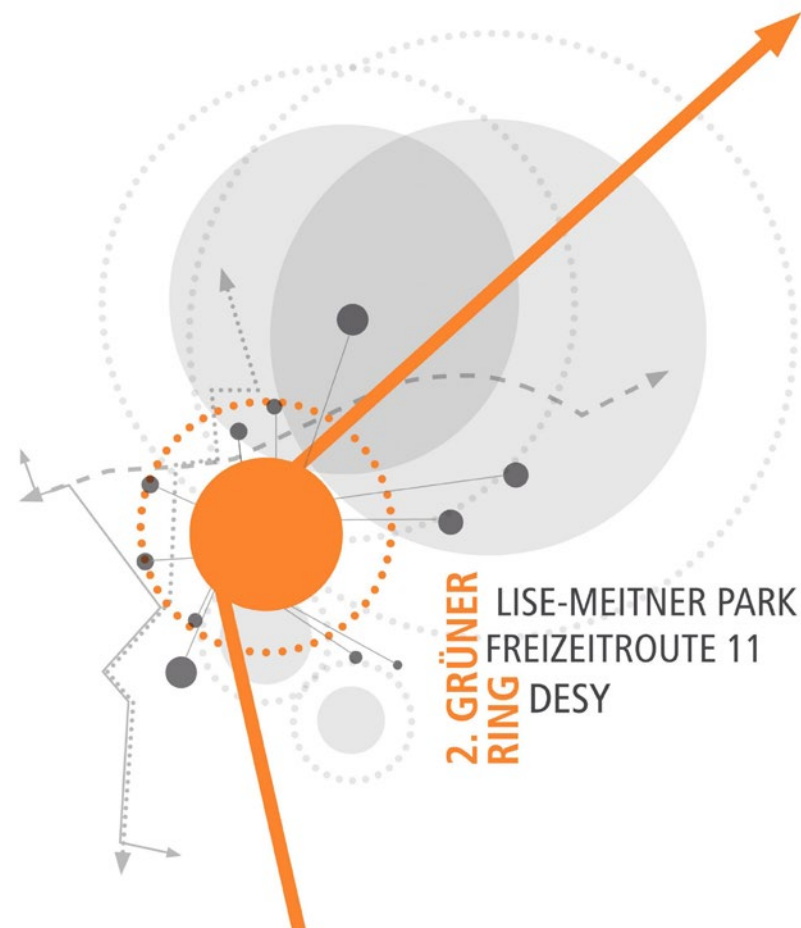 2. GRÜNER
RING
LISE-MEITNER PARK
FREIZEITROUTE 11
DESY